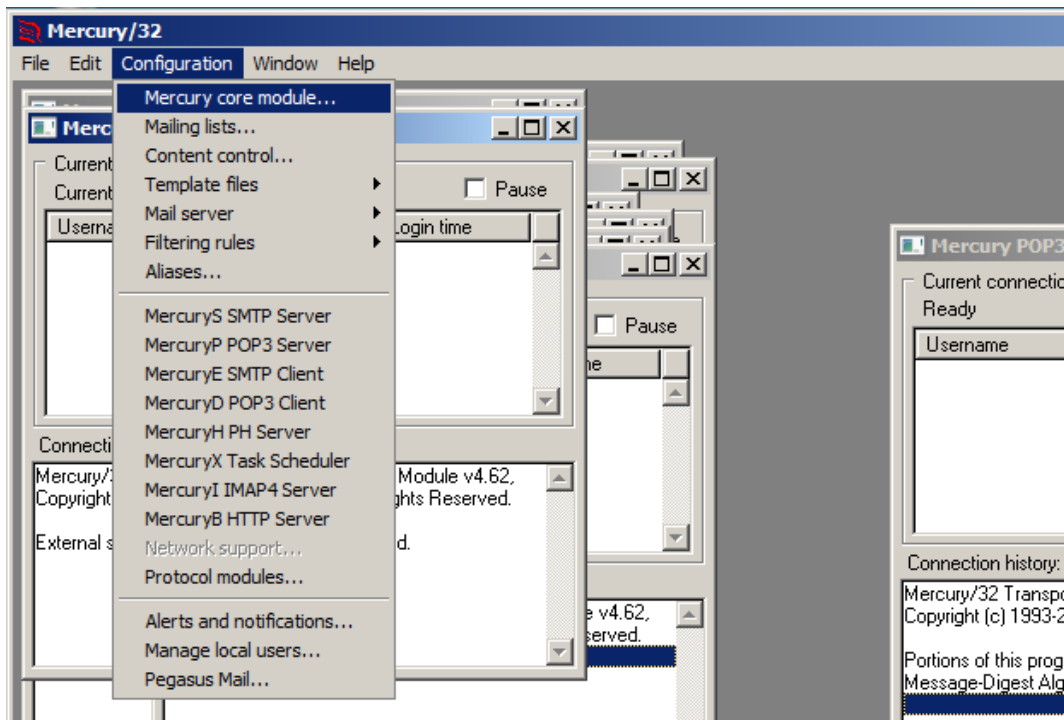 Mercury/32
File Edit Configuration Window Help
Mercury core module...
Mailing lists...
Content control...
Template files
Mail server
Filtering rules
Aliases...
MercuryS SMTP Server
MercuryP POP3 Server
MercuryE SMTP Client
MercuryD POP3 Client
MercuryH PH Server
MercuryX Task Scheduler
MercuryI IMAP4 Server
MercuryB HTTP Server
Network support...
Protocol modules...
Alerts and notifications...
Manage local users...
Pegasus Mail...
Merc
Current
Current
Pause
Userna
Login time
Connecti
Mercury/ Module v4.62,
Copyright ghts Reserved.
External s d.
Pause
ne
e v4.62,
served.
Mercury POP3
Current connectio
Ready
Username
Connection history:
Mercury/32 Transpo
Copyright (c) 1993-2
Portions of this prog
Message-Digest Alg